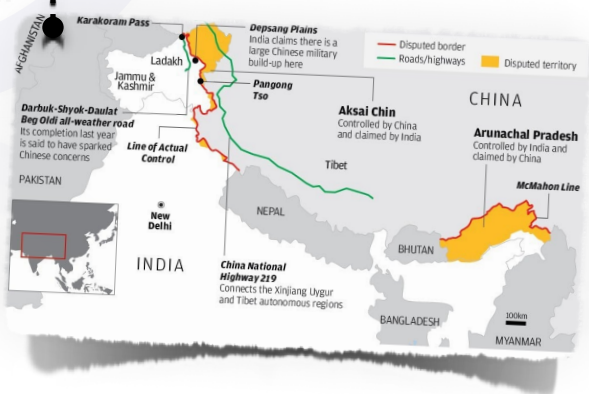 AFGHANISTAN
Karakoram Pass
Ladakh
Jammu &
Kashmir
Depsang Plains
India claims there is a
large Chinese military
build-up here
Disputed border
Roads/highways
Disputed territory
Pangong
Tso
CHINA
Aksai Chin
Controlled by China
and claimed by India
Arunachal Pradesh
Controlled by India and
claimed by China
Darbuk-Shyok-Daulat
Beg Oldi all-weather road
Its completion last year
is said to have sparked
Chinese concerns
Line of Actual
Control
Tibet
McMahon Line
PAKISTAN
New
Delhi
NEPAL
BHUTAN
INDIA
China National
Highway 219
Connects the Xinjiang Uygur
and Tibet autonomous regions
BANGLADESH
100km
MYANMAR